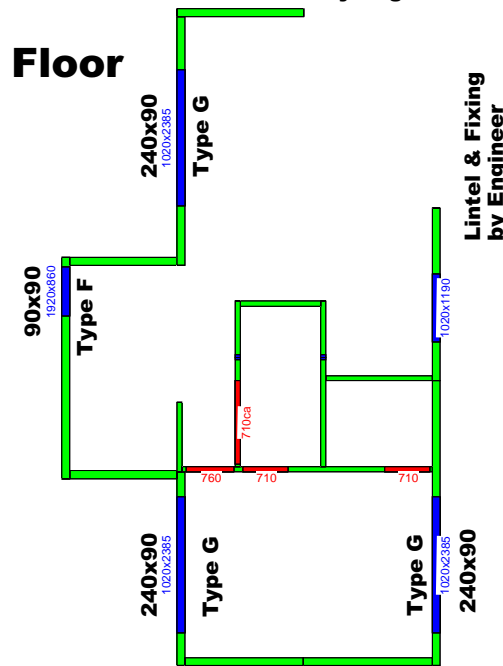 Floor
240x90
1020x2385
Type G
Lintel & Fixing
by Engineer
90x90
1920x860
Type F
1020x1190
710ca
760
710
710
240x90
1020x2385
Type G
Type G
1020x2385
240x90